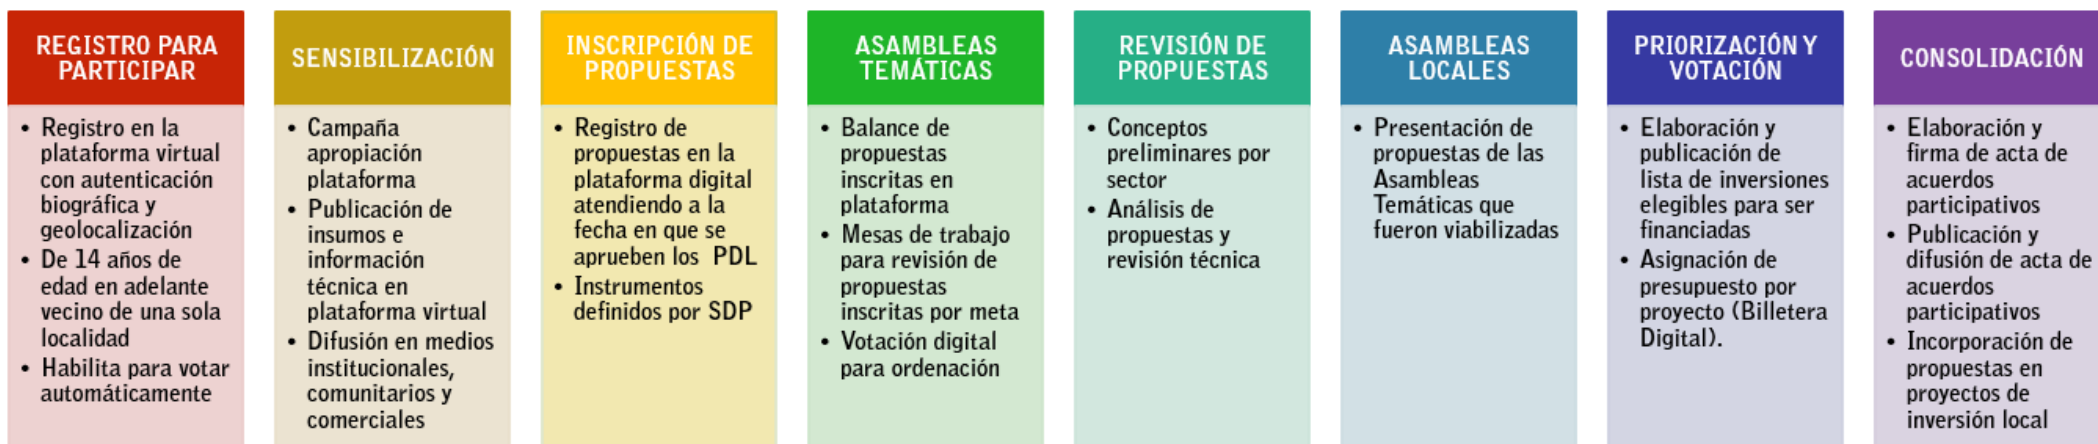 REGISTRO PARA
PARTICIPAR
• Registro en la
plataforma virtual
con autenticación
biográfica y
geolocalización
• De 14 años de
edad en adelante
vecino de una sola
localidad
• Habilita para votar
automáticamente
SENSIBILIZACIÓN
• Campaña
apropiación
plataforma
• Publicación de
insumos e
información
técnica en
plataforma virtual
• Difusión en medios
institucionales,
comunitarios y
comerciales
INSCRIPCIÓN DE
PROPUESTAS
• Registro de
propuestas en la
plataforma digital
atendiendo a la
fecha en que se
aprueben los PDL
• Instrumentos
definidos por SDP
ASAMBLEAS
TEMÁTICAS
• Balance de
propuestas
inscritas en
plataforma
• Mesas de trabajo
para revisión de
propuestas
inscritas por meta
• Votación digital
para ordenación
REVISIÓN DE
PROPUESTAS
• Conceptos
preliminares por
sector
• Análisis de
propuestas y
revisión técnica
ASAMBLEAS
LOCALES
• Presentación de
propuestas de las
Asambleas
Temáticas que
fueron viabilizadas
PRIORIZACIÓN Y
VOTACIÓN
• Elaboración y
publicación de
lista de inversiones
elegibles para ser
financiadas
• Asignación de
presupuesto por
proyecto (Billetera
Digital).
CONSOLIDACIÓN
• Elaboración y
firma de acta de
acuerdos
participativos
• Publicación y
difusión de acta de
acuerdos
participativos
• Incorporación de
propuestas en
proyectos de
inversión local